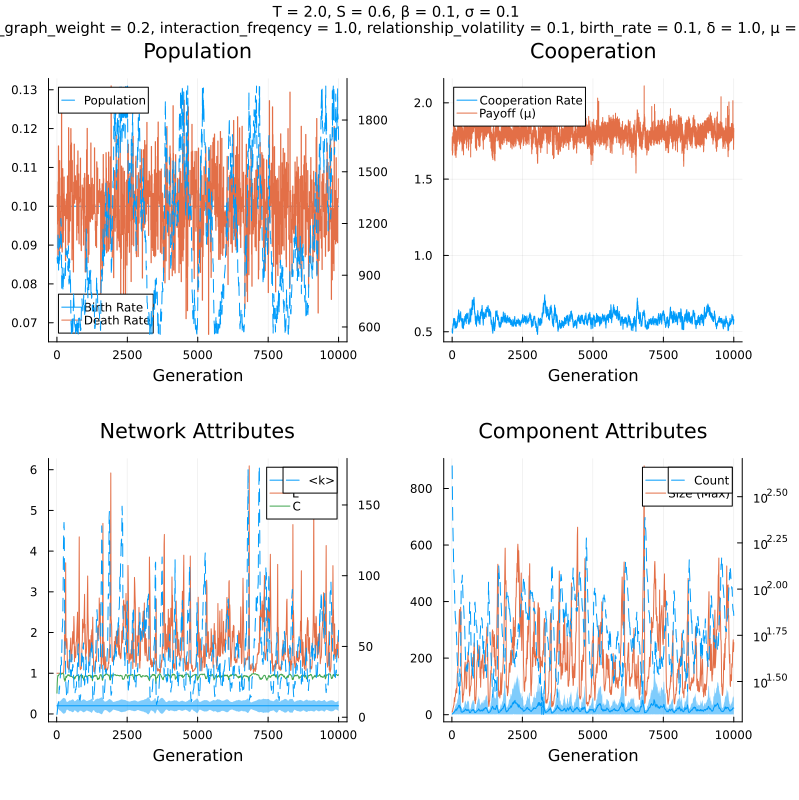 T = 2.0, S = 0.6, β = 0.1, σ = 0.1
_graph_weight = 0.2, interaction_freqency = 1.0, relationship_volatility = 0.1, birth_rate = 0.1, δ = 1.0, μ =
Population
Cooperation
0.13
0.12
0.11
0.10
0.09
0.08
0.07
Population
Birth Rate
Death Rate
1800
1500
1200
900
600
0 2500 5000 7500 10000
Generation
2.0
1.5
1.0
0.5
Cooperation Rate
Payoff (μ)
0 2500 5000 7500 10000
Generation
Network Attributes
Component Attributes
6
5
4
3
2
1
0
<k>
L
C
150
100
50
0
0 2500 5000 7500 10000
Generation
800
600
400
200
0
Count
Size (Max)
10^2.50
10^2.25
10^2.00
10^1.75
10^1.50
0 2500 5000 7500 10000
Generation